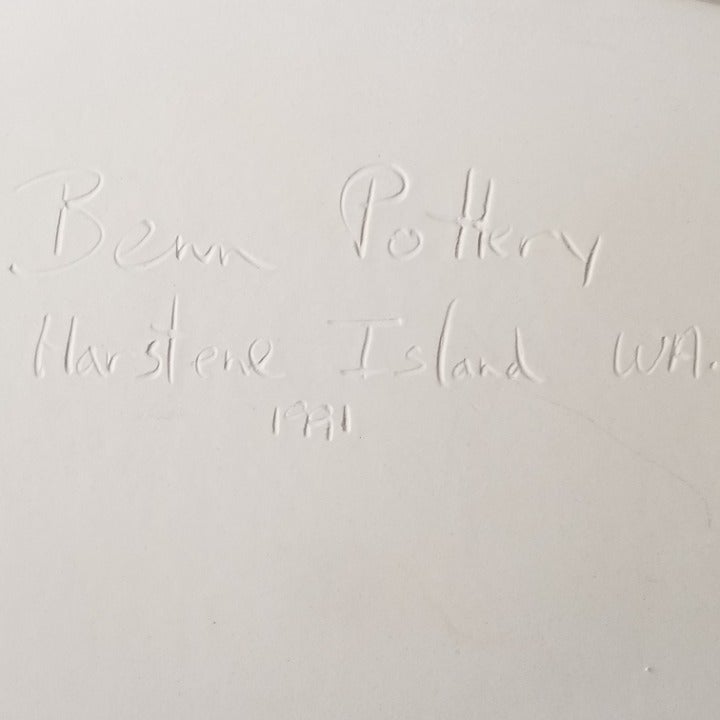 Benn Pottery
Harstene Island WA.
1991